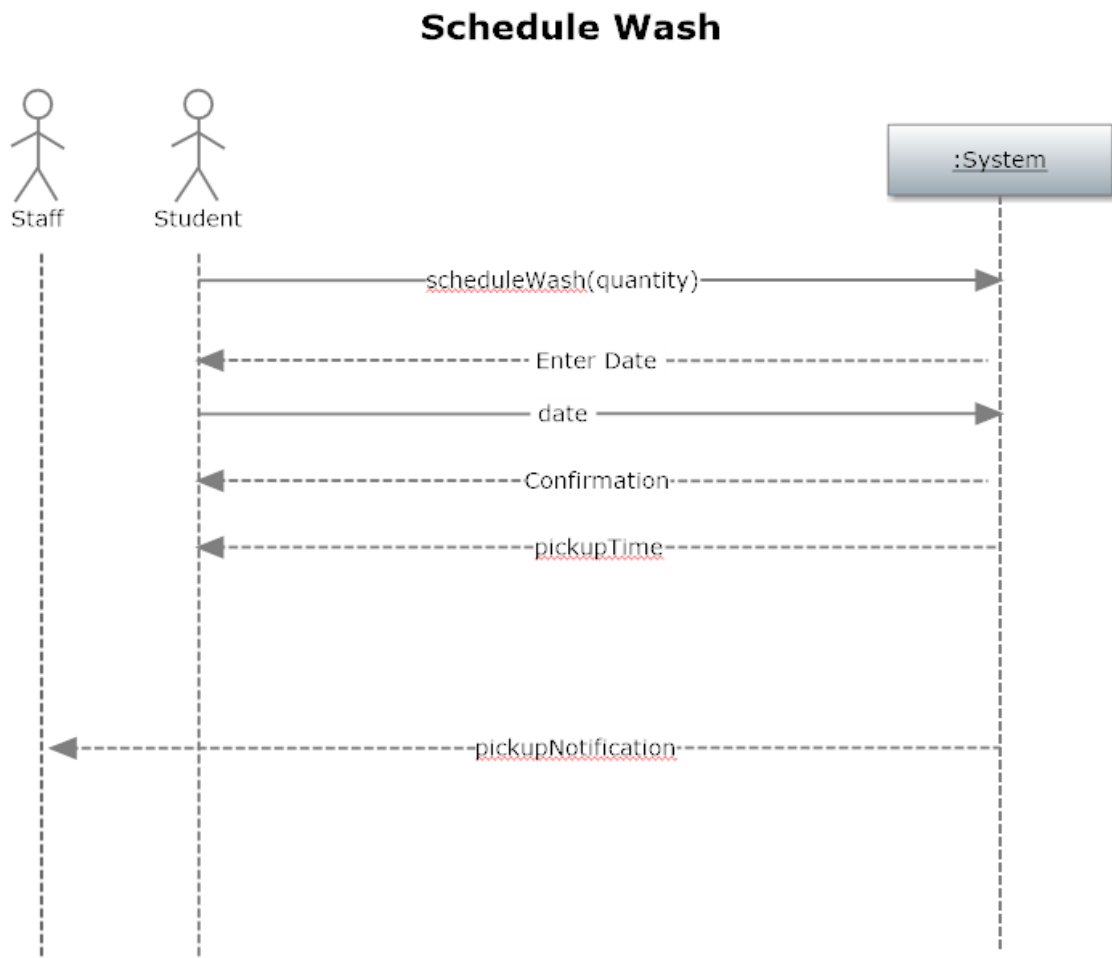 Schedule Wash
Staff
Student
:System
scheduleWash(quantity)
Enter Date
date
Confirmation
pickupTime
pickupNotification